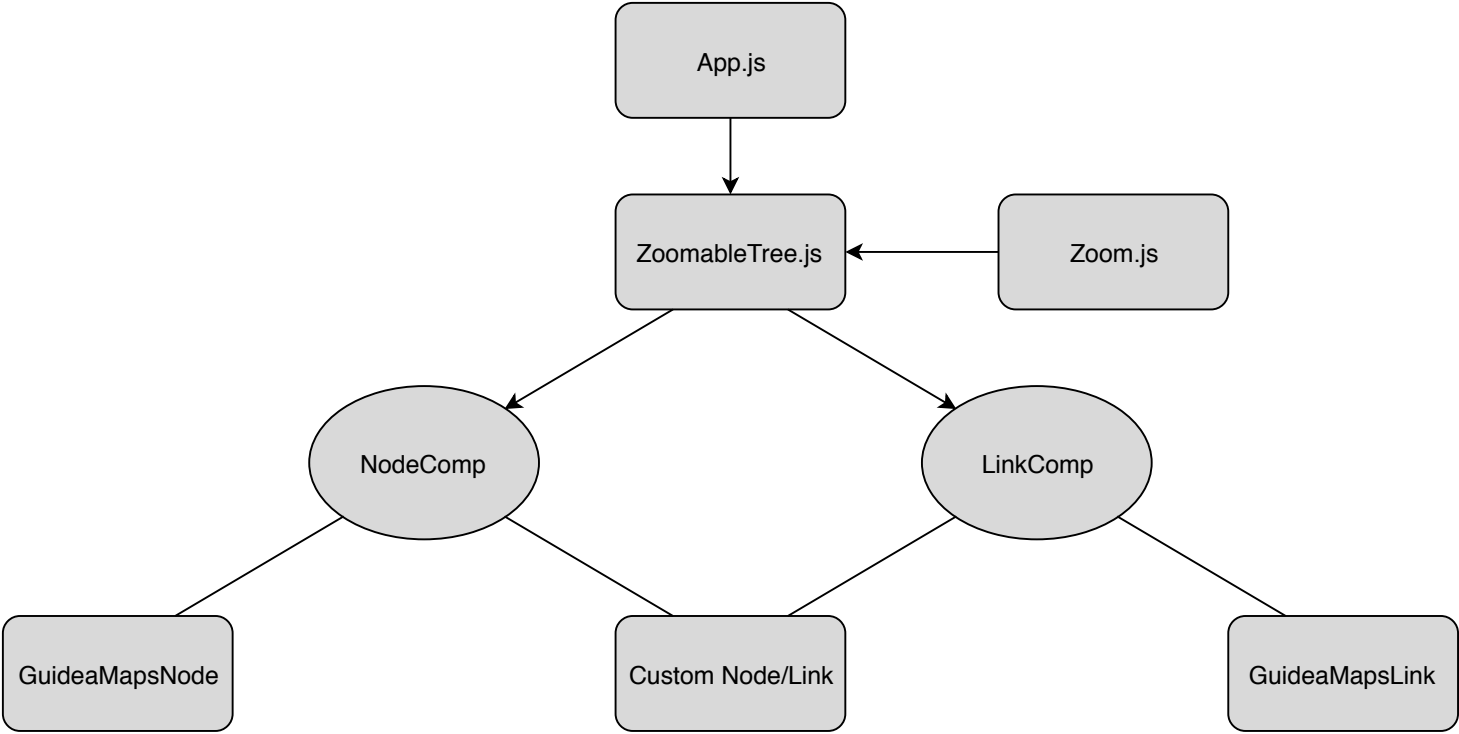 App.js
ZoomableTree.js
Zoom.js
NodeComp
LinkComp
GuideaMapsNode
Custom Node/Link
GuideaMapsLink